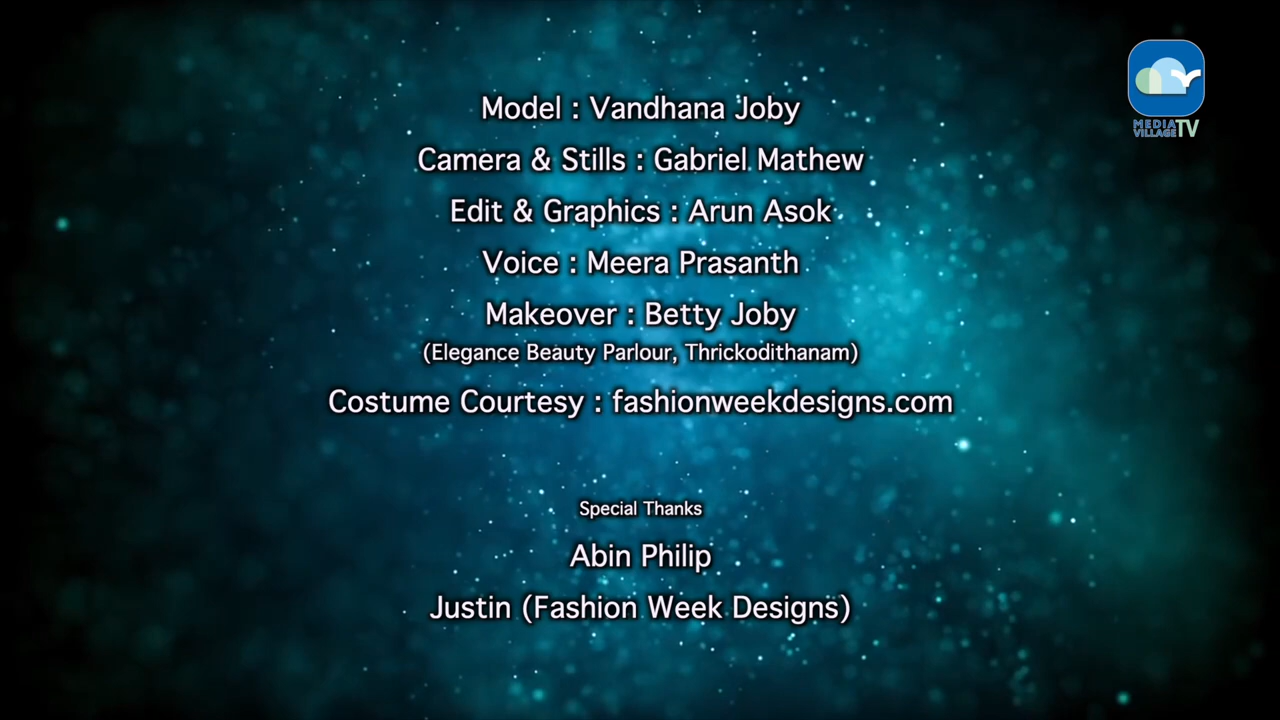 Model : Vandhana Joby
Camera & Stills : Gabriel Mathew
Edit & Graphics : Arun Asok
Voice : Meera Prasanth
Makeover : Betty Joby
(Elegance Beauty Parlour, Thrickodithanam)
Costume Courtesy : fashionweekdesigns.com
Special Thanks
Abin Philip
Justin (Fashion Week Designs)
MEDIA VILLAGE TV